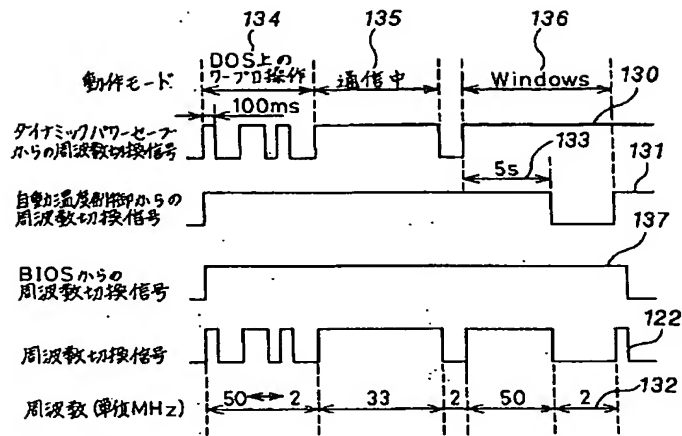 134
135
136
動作モード
DOS上の
ワープロ操作
通信中
Windows
130
100ms
ダイナミックパワーセーブ
からの周波数切換信号
133
5s
131
自動温度制御からの
周波数切換信号
137
BIOSからの
周波数切換信号
周波数切換信号
122
周波数(単位MHz)
50
2
33
2
50
2
132